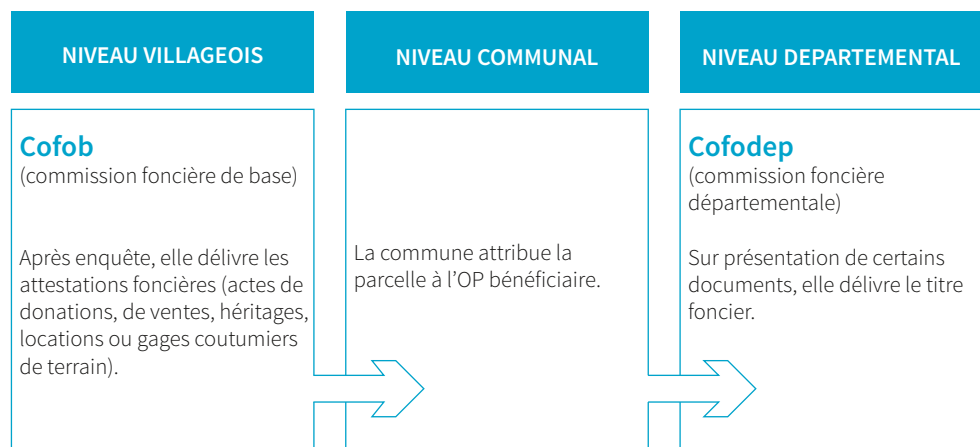 NIVEAU VILLAGEOIS
Cofob
(commission foncière de base)
Après enquête, elle délivre les
attestations foncières (actes de
donations, de ventes, héritages,
locations ou gages coutumiers
de terrain).
NIVEAU COMMUNAL
La commune attribue la
parcelle à l’OP bénéficiaire.
NIVEAU DEPARTEMENTAL
Cofodep
(commission foncière
départementale)
Sur présentation de certains
documents, elle délivre le titre
foncier.